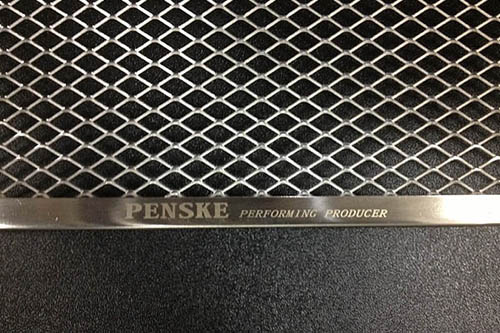 PENSKE PERFORMING PRODUCER